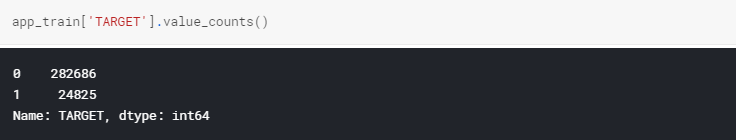 app_train['TARGET'].value_counts()
0    282686
1     24825
Name: TARGET, dtype: int64